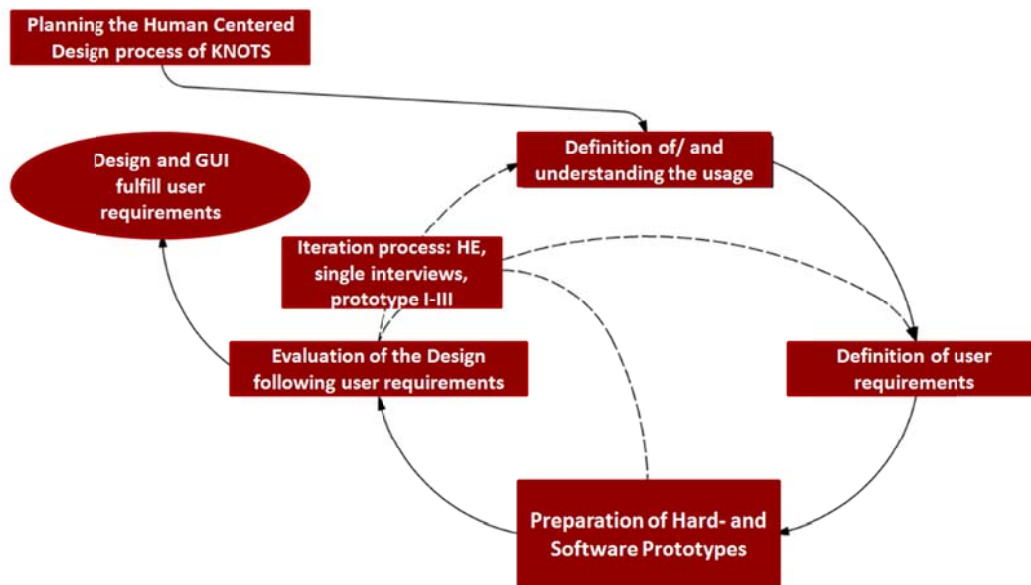 Planning the Human Centered
Design process of KNOTS
Definition of/ and
understanding the usage
Design and GUI
fulfill user
requirements
Iteration process: HE,
single interviews,
prototype I-III
Evaluation of the Design
following user requirements
Definition of user
requirements
Preparation of Hard- and
Software Prototypes